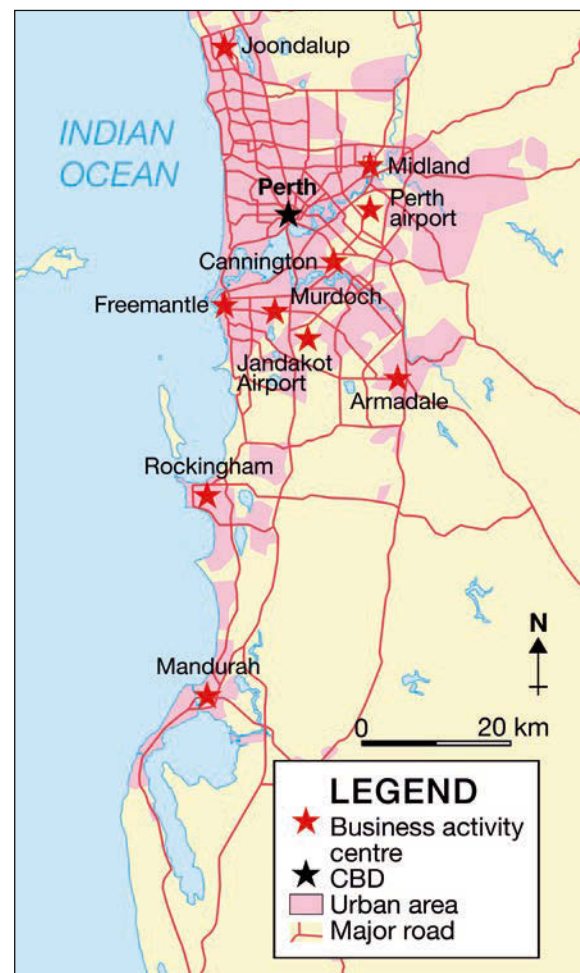 Joondalup
INDIAN
OCEAN
Midland
Perth
Perth
airport
Cannington
Freemantle
Murdoch
Jandakot
Airport
Armadale
Rockingham
N
Mandurah
0 20 km
LEGEND
Business activity
centre
CBD
Urban area
Major road